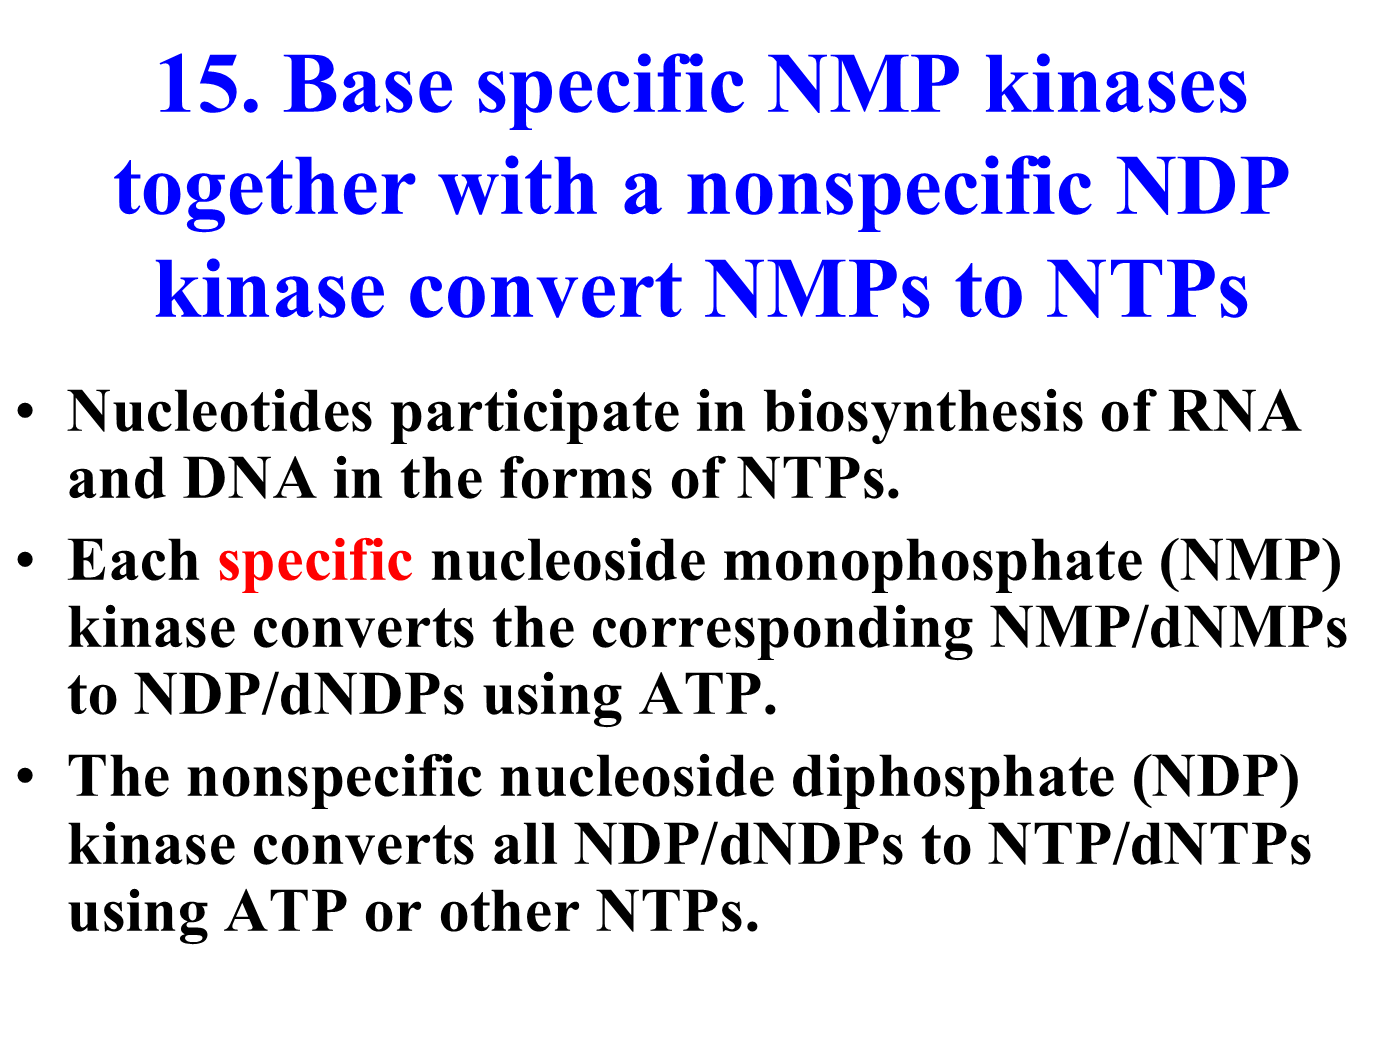 15. Base specific NMP kinases
together with a nonspecific NDP
kinase convert NMPs to NTPs
• Nucleotides participate in biosynthesis of RNA
and DNA in the forms of NTPs.
• Each specific nucleoside monophosphate (NMP)
kinase converts the corresponding NMP/dNMPs
to NDP/dNDPs using ATP.
• The nonspecific nucleoside diphosphate (NDP)
kinase converts all NDP/dNDPs to NTP/dNTPs
using ATP or other NTPs.